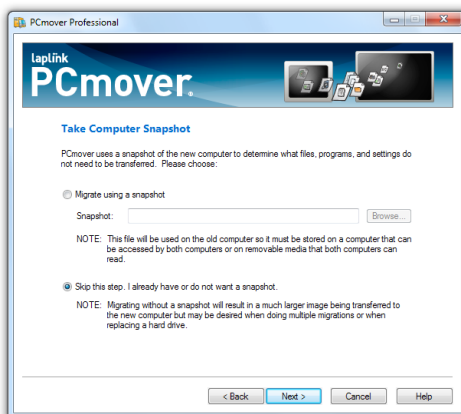 PCmover Professional
laplink
PCmover.
Take Computer Snapshot
PCmover uses a snapshot of the new computer to determine what files, programs, and settings do
not need to be transferred. Please choose:
Migrate using a snapshot
Snapshot:
Browse...
NOTE: This file will be used on the old computer so it must be stored on a computer that can
be accessed by both computers or on removable media that both computers can
read.
Skip this step. I already have or do not want a snapshot.
NOTE: Migrating without a snapshot will result in a much larger image being transferred to
the new computer but may be desired when doing multiple migrations or when
replacing a hard drive.
< Back
Next >
Cancel
Help